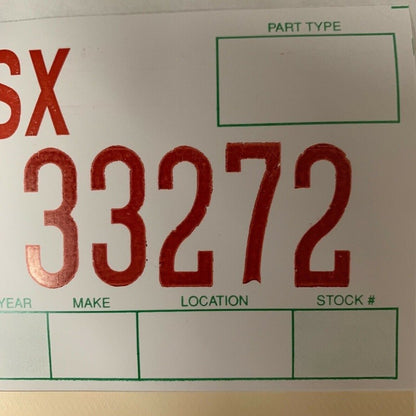 PART TYPE
SX
33272
YEAR MAKE LOCATION STOCK #